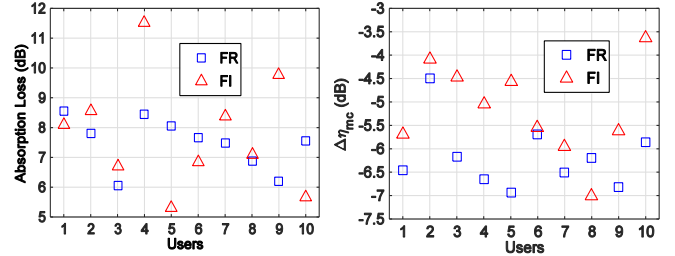 12
11
10
9
8
7
6
5
Absorption Loss (dB)
FR
FI
1 2 3 4 5 6 7 8 9 10
Users
-3
-3.5
-4
-4.5
-5
-5.5
-6
-6.5
-7
-7.5
Δη_mc (dB)
FR
FI
1 2 3 4 5 6 7 8 9 10
Users